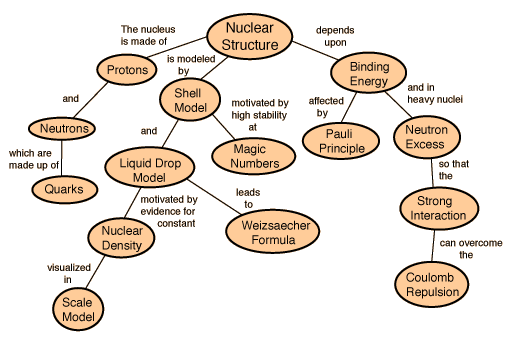 Nuclear
Structure
The nucleus
is made of
depends
upon
Protons
is modeled
by
Binding
Energy
Shell
Model
and
motivated by
high stability
at
affected
by
and in
heavy nuclei
Neutrons
and
Magic
Numbers
Pauli
Principle
Neutron
Excess
which are
made up of
Liquid Drop
Model
so that
the
Quarks
motivated by
evidence for
constant
leads
to
Strong
Interaction
Nuclear
Density
Weizsaecher
Formula
can overcome
the
visualized
in
Coulomb
Repulsion
Scale
Model